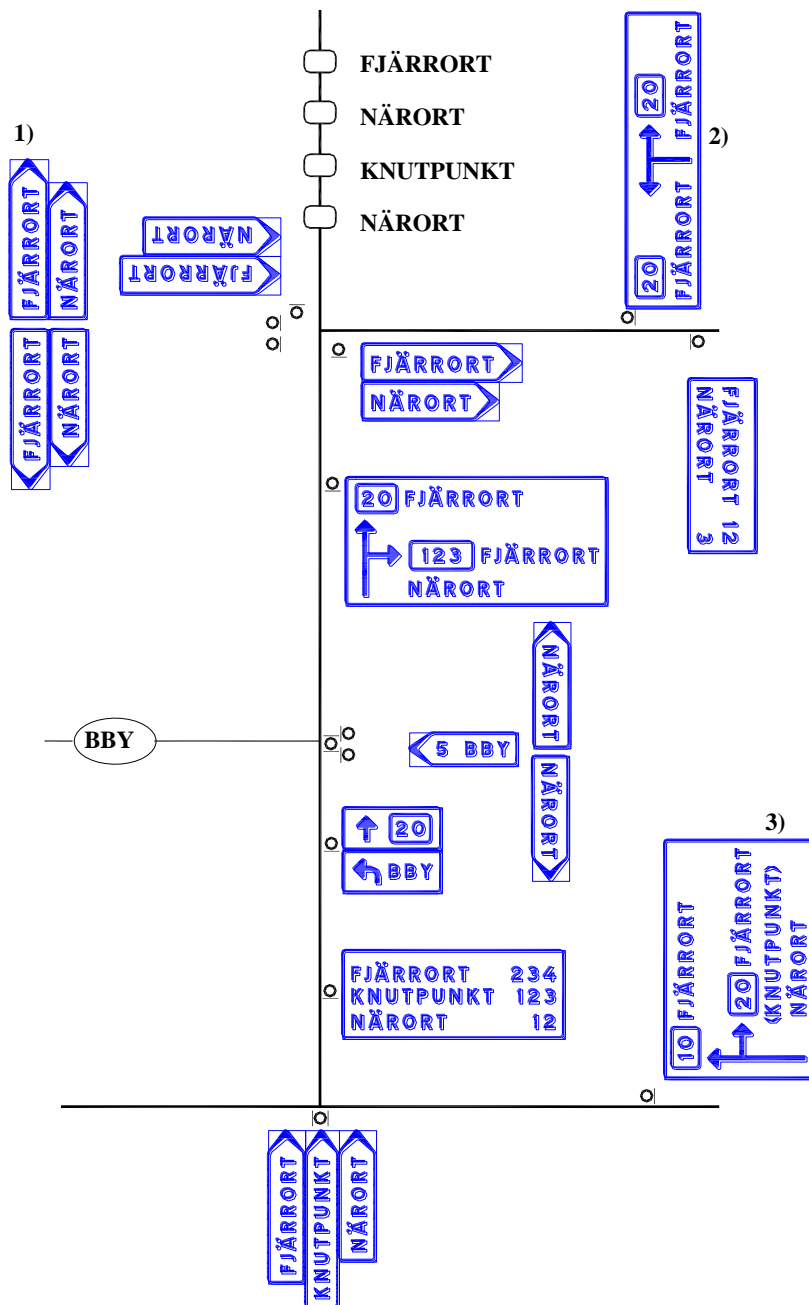 FJÄRRORT
NÄRORT
KNUTPUNKT
NÄRORT
1)
FJÄRRORT
NÄRORT
FJÄRRORT
NÄRORT
NÄRORT
FJÄRRORT
2)
20
FJÄRRORT
20
FJÄRRORT
FJÄRRORT
NÄRORT
FJÄRRORT 12
NÄRORT 3
20 FJÄRRORT
123 FJÄRRORT
NÄRORT
NÄRORT
NÄRORT
BBY
5 BBY
20
BBY
3)
10 FJÄRRORT
20 FJÄRRORT
(KNUTPUNKT)
NÄRORT
FJÄRRORT 234
KNUTPUNKT 123
NÄRORT 12
FJÄRRORT
KNUTPUNKT
NÄRORT